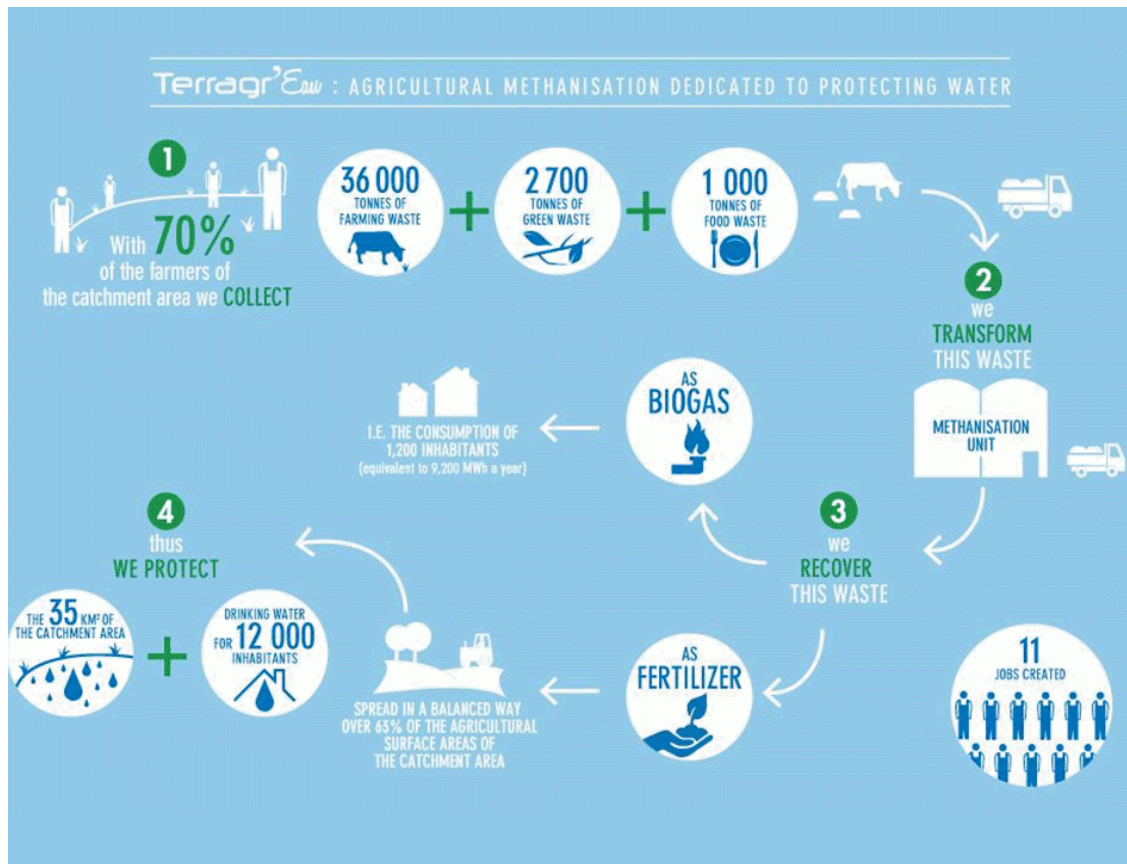 Terragr'Eau : AGRICULTURAL METHANISATION DEDICATED TO PROTECTING WATER
1
With 70%
of the farmers of
the catchment area we COLLECT
36 000
TONNES OF
FARMING WASTE
+
2 700
TONNES OF
GREEN WASTE
+
1 000
TONNES OF
FOOD WASTE
2
we
TRANSFORM
THIS WASTE
METHANISATION
UNIT
3
we
RECOVER
THIS WASTE
AS
BIOGAS
I.E. THE CONSUMPTION OF
1,200 INHABITANTS
(equivalent to 9,200 MWh a year)
AS
FERTILIZER
SPREAD IN A BALANCED WAY
OVER 63% OF THE AGRICULTURAL
SURFACE AREAS OF
THE CATCHMENT AREA
4
thus
WE PROTECT
THE 35 KM² OF
THE CATCHMENT AREA
+
DRINKING WATER
FOR 12 000
INHABITANTS
11
JOBS CREATED